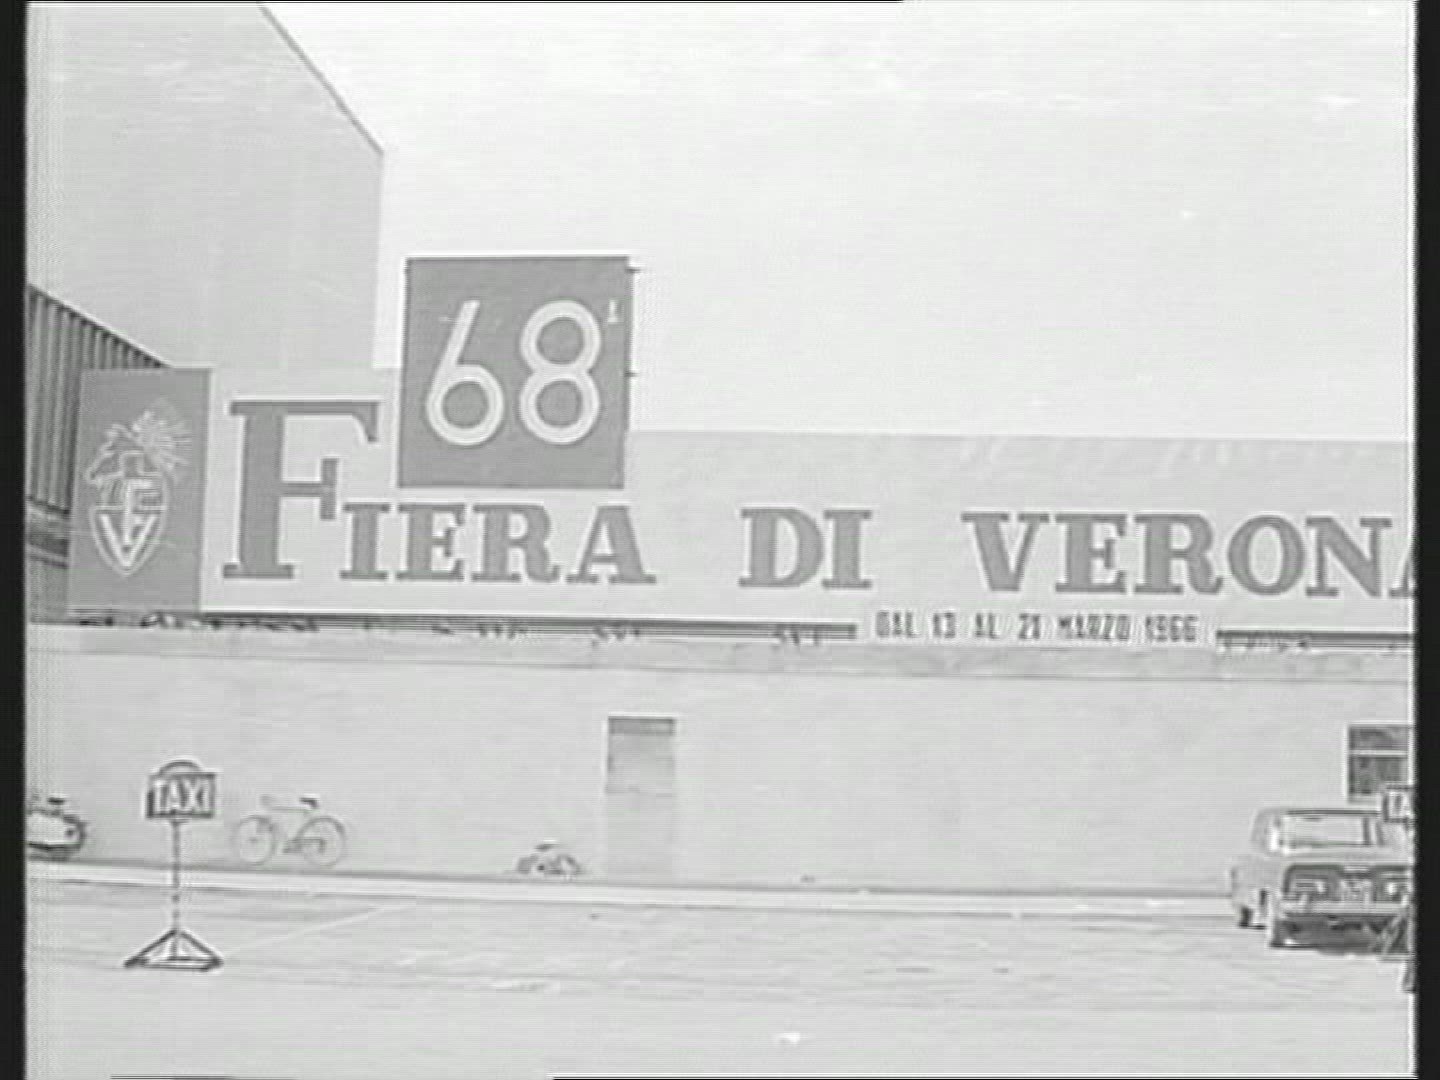 68ª
FIERA DI VERONA
DAL 13 AL 21 MARZO 1966
TAXI